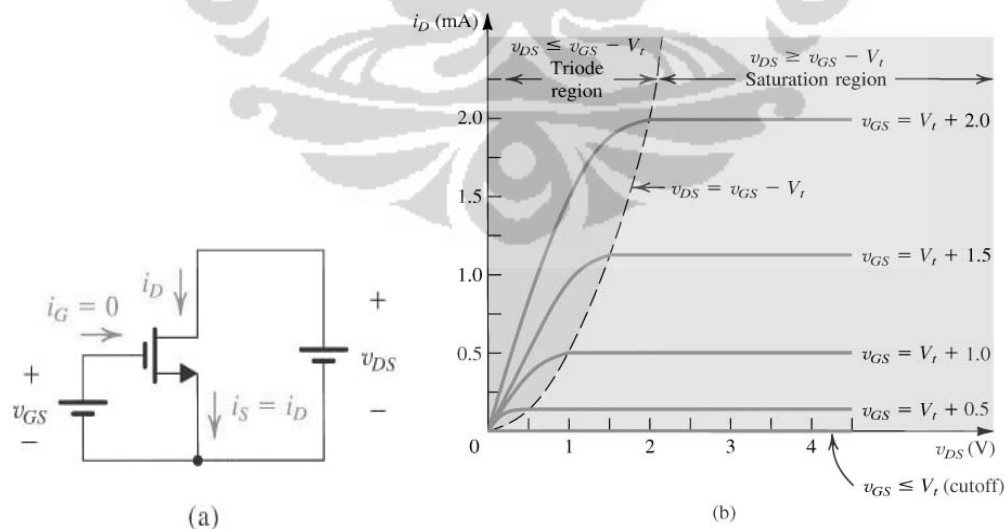 i_D (mA)
v_DS ≤ v_GS − V_t
Triode
region
v_DS ≥ v_GS − V_t
Saturation region
2.0
v_GS = V_t + 2.0
v_DS = v_GS − V_t
1.5
v_GS = V_t + 1.5
1.0
v_GS = V_t + 1.0
0.5
v_GS = V_t + 0.5
0
1
2
3
4
v_DS (V)
v_GS ≤ V_t (cutoff)
(b)
i_G = 0
i_D
+
v_DS
−
+
v_GS
−
i_S = i_D
(a)